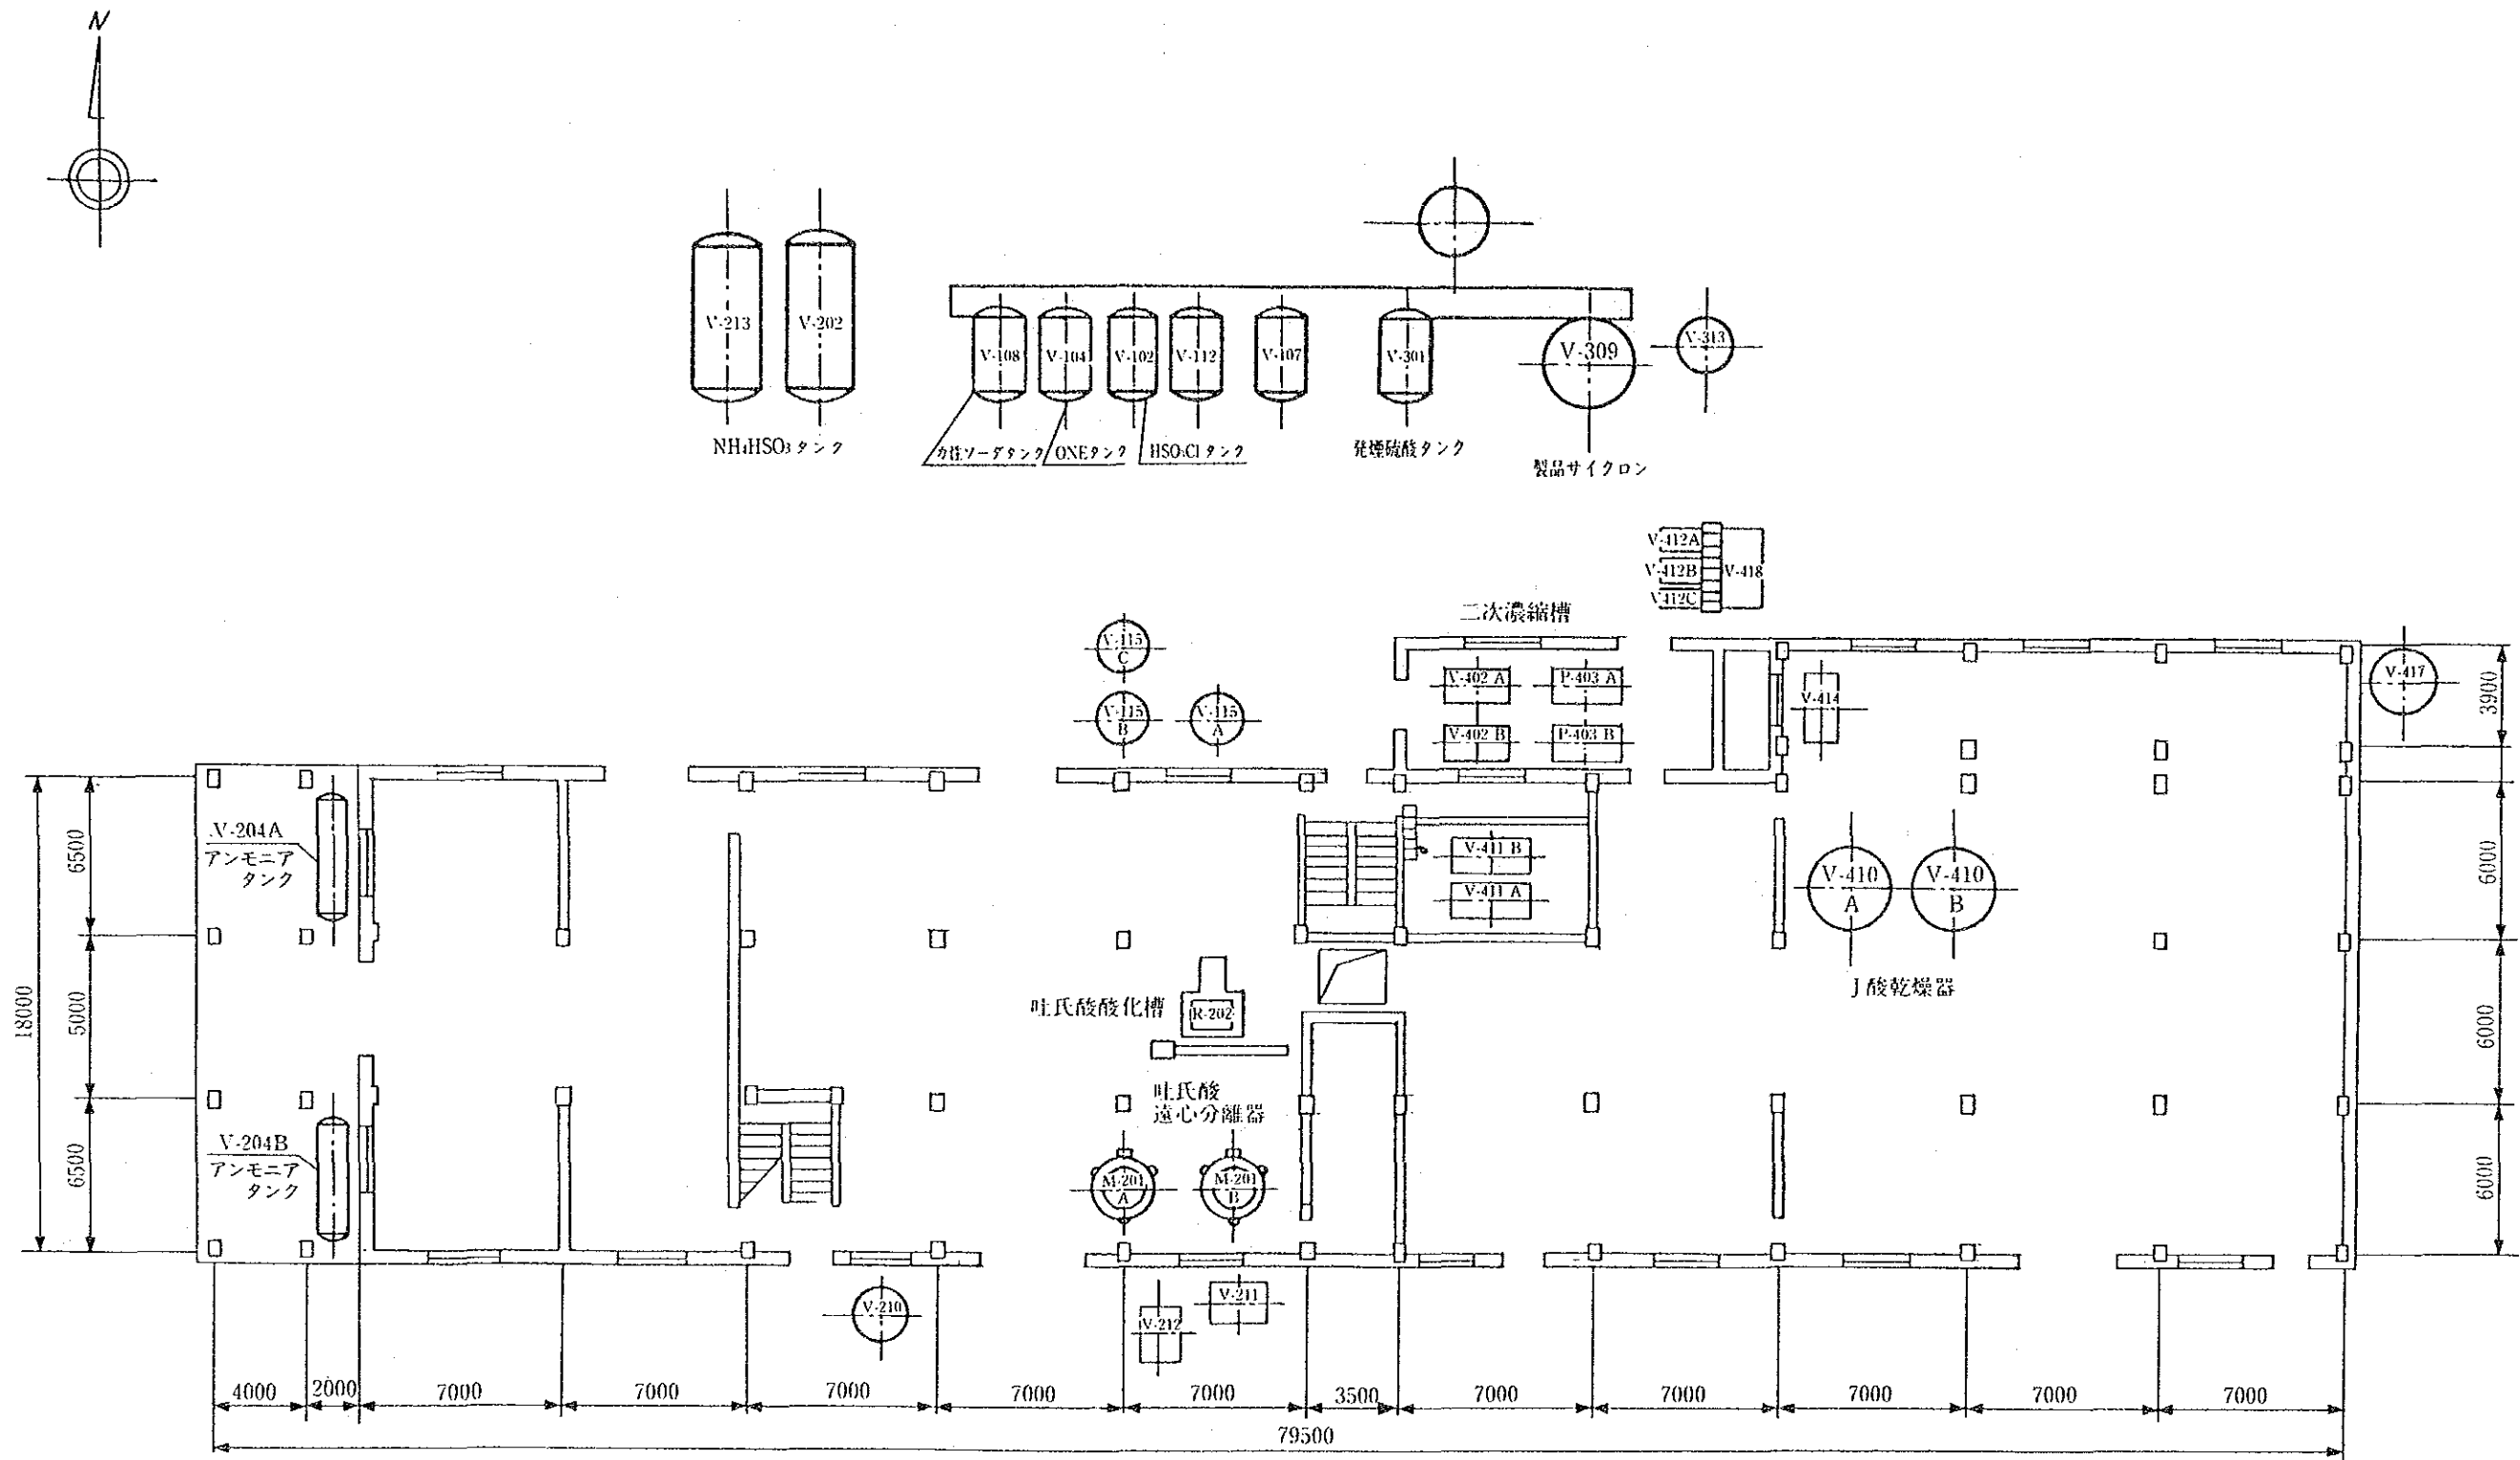 N
V-213
V-202
NH4HSO3タンク
V-108
V-104
V-102
V-112
V-107
V-301
V-309
V-313
カ性ソーダタンク
ONEタンク
HSO3Clタンク
発煙硫酸タンク
製品サイクロン
V-412A
V-412B
V-412C
V-418
二次濃縮槽
V-115
C
V-115
B
V-115
A
V-402 A
P-403 A
V-402 B
P-403 B
V-414
V-417
V-204A
アンモニア
タンク
V-411 B
V-411 A
V-410
A
V-410
B
J酸乾燥器
吐氏酸酸化槽
R-202
吐氏酸
遠心分離器
V-204B
アンモニア
タンク
M-201
A
M-201
B
V-210
V-211
V-212
18000
6500
5000
6500
3900
6000
6000
6000
4000
2000
7000
7000
7000
7000
7000
3500
7000
7000
7000
7000
7000
79500